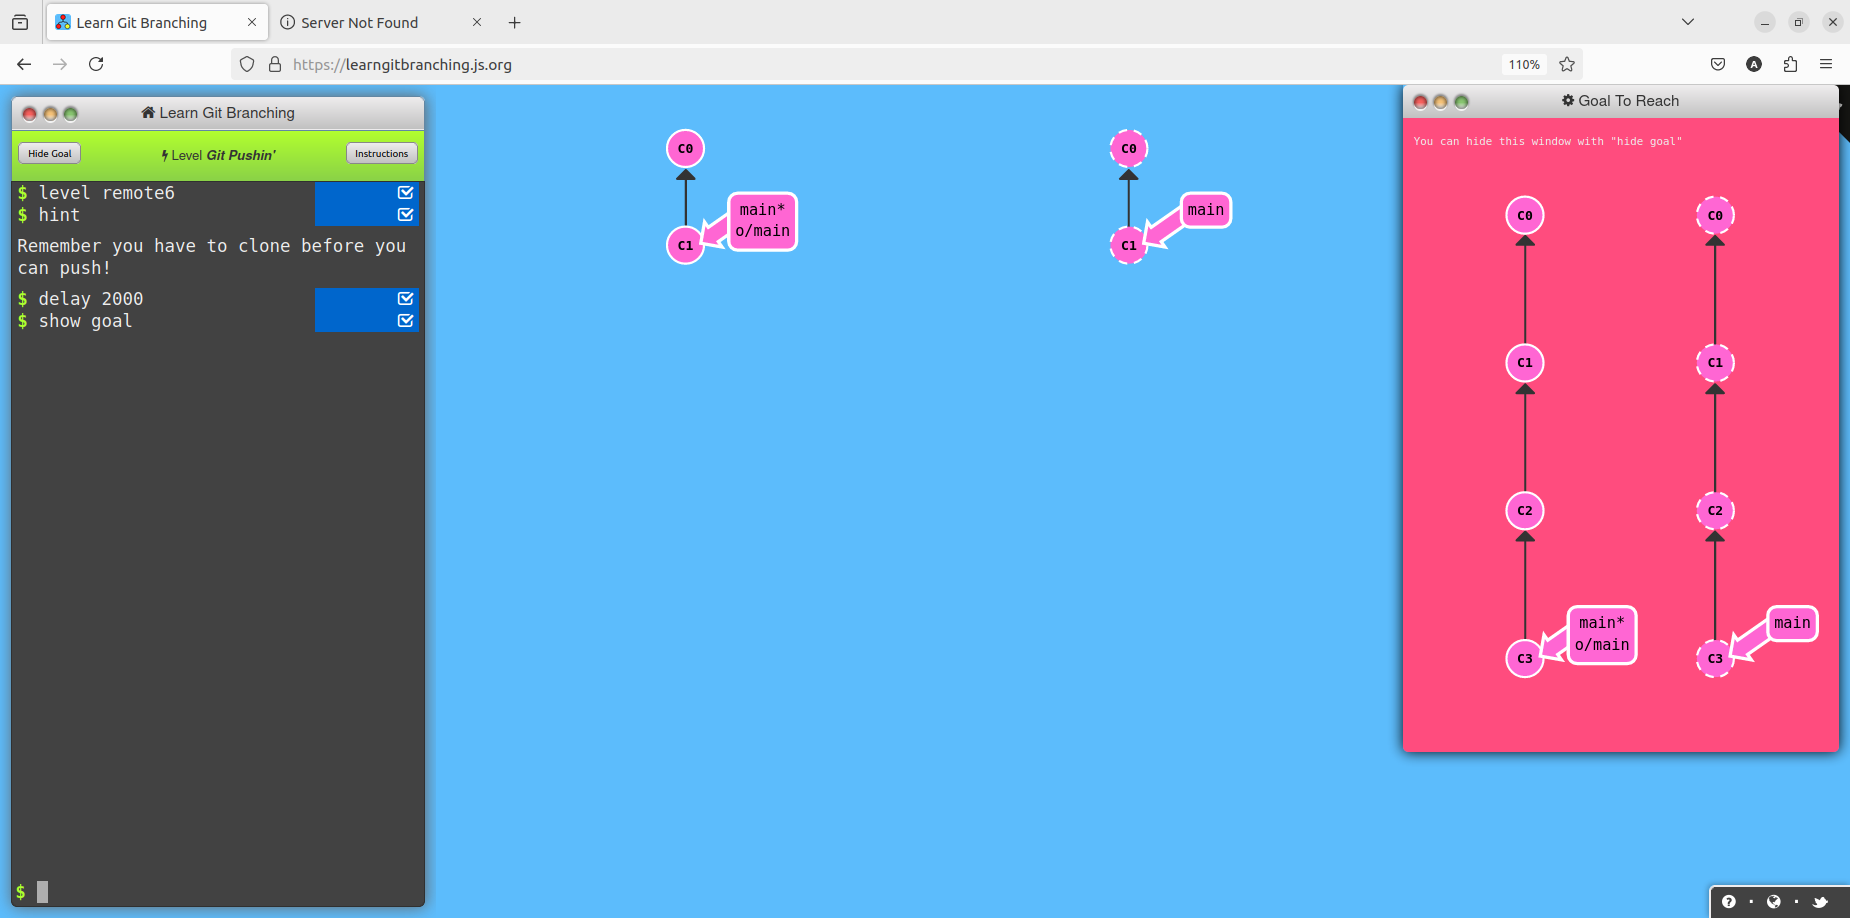 Learn Git Branching
Server Not Found
https://learngitbranching.js.org
110%
A
Learn Git Branching
Hide Goal
Level Git Pushin'
Instructions
$ level remote6
$ hint
Remember you have to clone before you
can push!
$ delay 2000
$ show goal
$
C0
main*
o/main
C1
C0
main
C1
Goal To Reach
You can hide this window with "hide goal"
C0
C0
C1
C1
C2
C2
main*
o/main
C3
main
C3